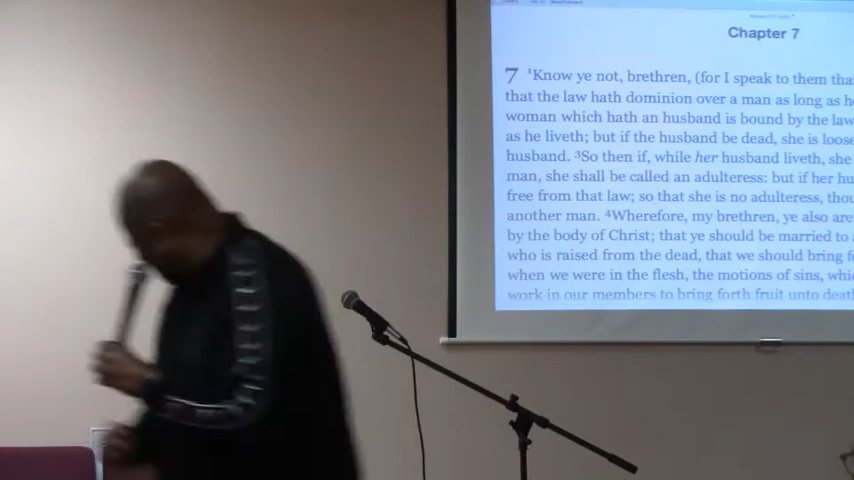 Chapter 7
7 ¹Know ye not, brethren, (for I speak to them that
that the law hath dominion over a man as long as he
woman which hath an husband is bound by the law
as he liveth; but if the husband be dead, she is loose
husband. ³So then if, while her husband liveth, she
man, she shall be called an adulteress: but if her hu
free from that law; so that she is no adulteress, thou
another man. ⁴Wherefore, my brethren, ye also are
by the body of Christ; that ye should be married to a
who is raised from the dead, that we should bring f
when we were in the flesh, the motions of sins, whic
work in our members to bring forth fruit unto death